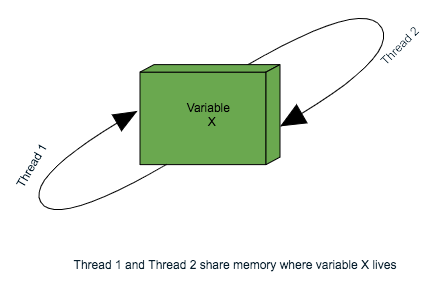 Thread 2
Variable
X
Thread 1
Thread 1 and Thread 2 share memory where variable X lives